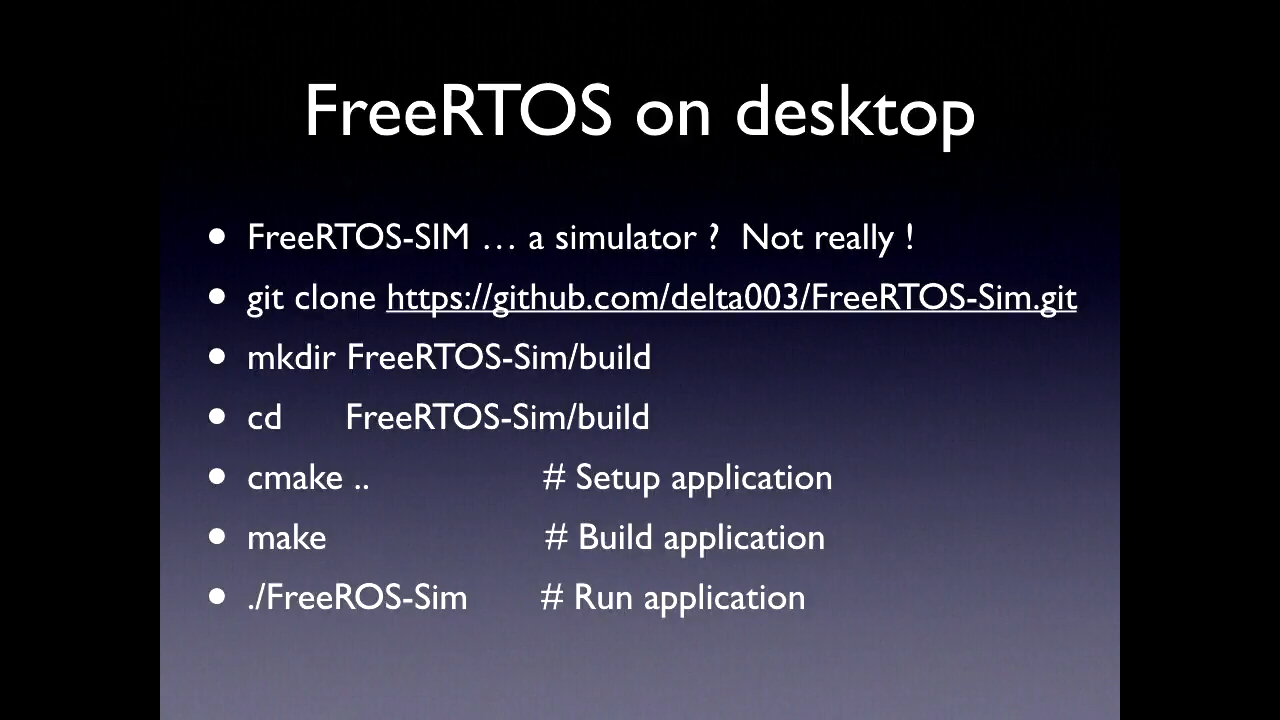 FreeRTOS on desktop
• FreeRTOS-SIM … a simulator ? Not really !
• git clone https://github.com/delta003/FreeRTOS-Sim.git
• mkdir FreeRTOS-Sim/build
• cd FreeRTOS-Sim/build
• cmake .. # Setup application
• make # Build application
• ./FreeROS-Sim # Run application